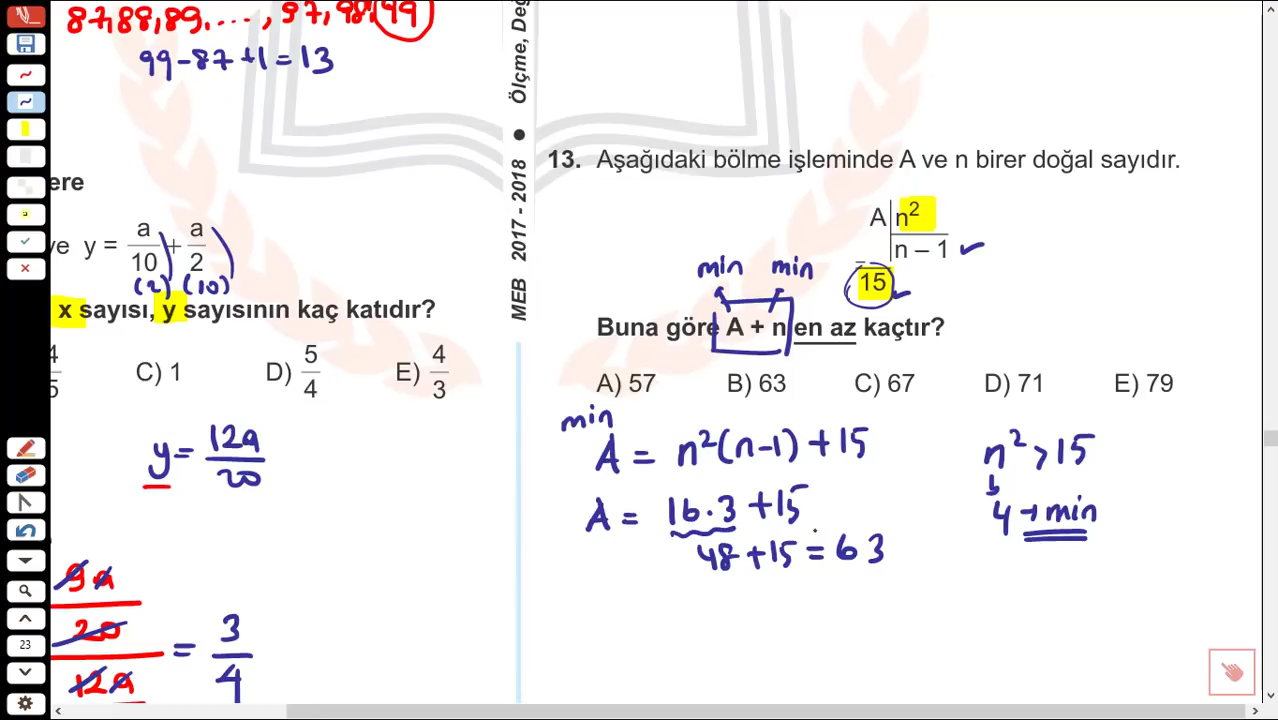 87,88,89. ...., 97,98,99
99-87+1=13
ere
ve y = a/10 + a/2
(2) (10)
x sayısı, y sayısının kaç katıdır?
4/5 C) 1 D) 5/4 E) 4/3
y = 12a/20
9a
20
12a
= 3/4
MEB 2017 - 2018 ● Ölçme, Değ
13. Aşağıdaki bölme işleminde A ve n birer doğal sayıdır.
A | n²
n – 1
– 15
min min
Buna göre A + n en az kaçtır?
A) 57 B) 63 C) 67 D) 71 E) 79
min
A = n²(n-1)+15
A = 16.3+15
48+15=63
n²>15
4→min
23